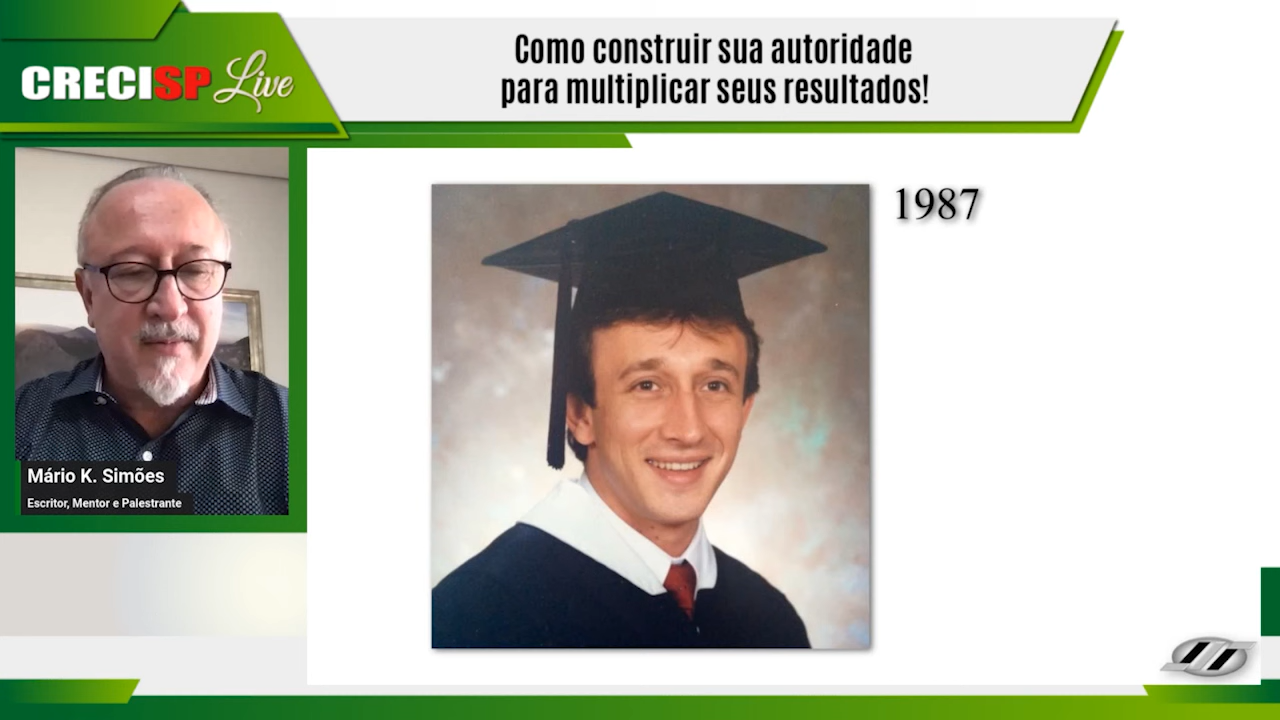 CRECISP Live
Como construir sua autoridade
para multiplicar seus resultados!
1987
Mário K. Simões
Escritor, Mentor e Palestrante